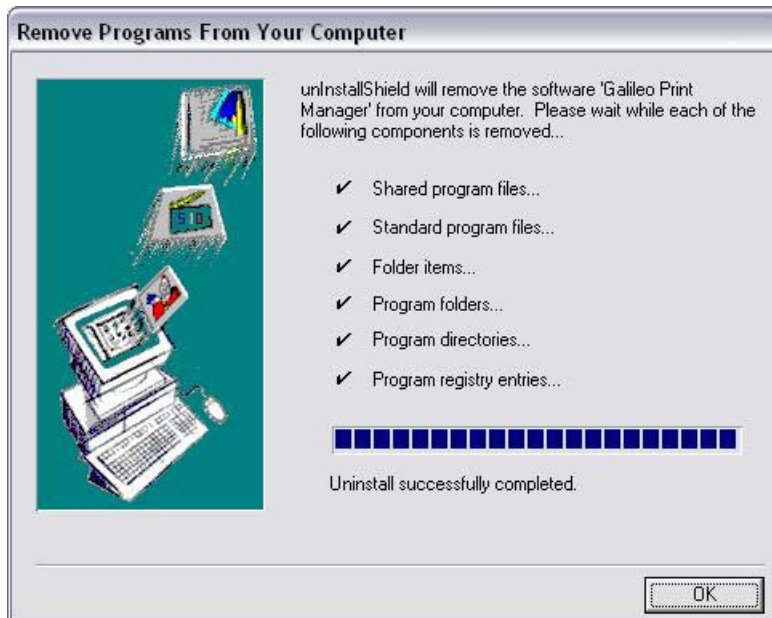 Remove Programs From Your Computer
unInstallShield will remove the software 'Galileo Print
Manager' from your computer. Please wait while each of the
following components is removed...
✔ Shared program files...
✔ Standard program files...
✔ Folder items...
✔ Program folders...
✔ Program directories...
✔ Program registry entries...
Uninstall successfully completed.
OK